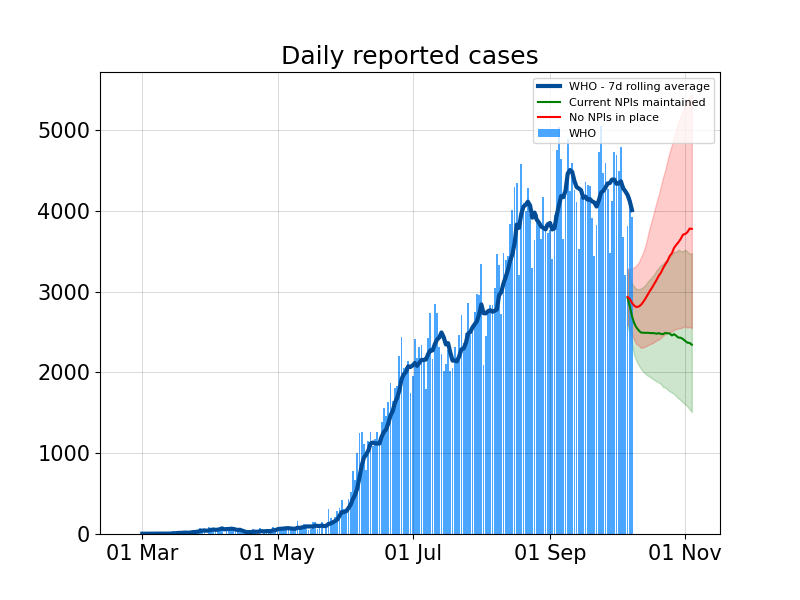 Daily reported cases
WHO - 7d rolling average
Current NPIs maintained
No NPIs in place
WHO
5000
4000
3000
2000
1000
0
01 Mar
01 May
01 Jul
01 Sep
01 Nov